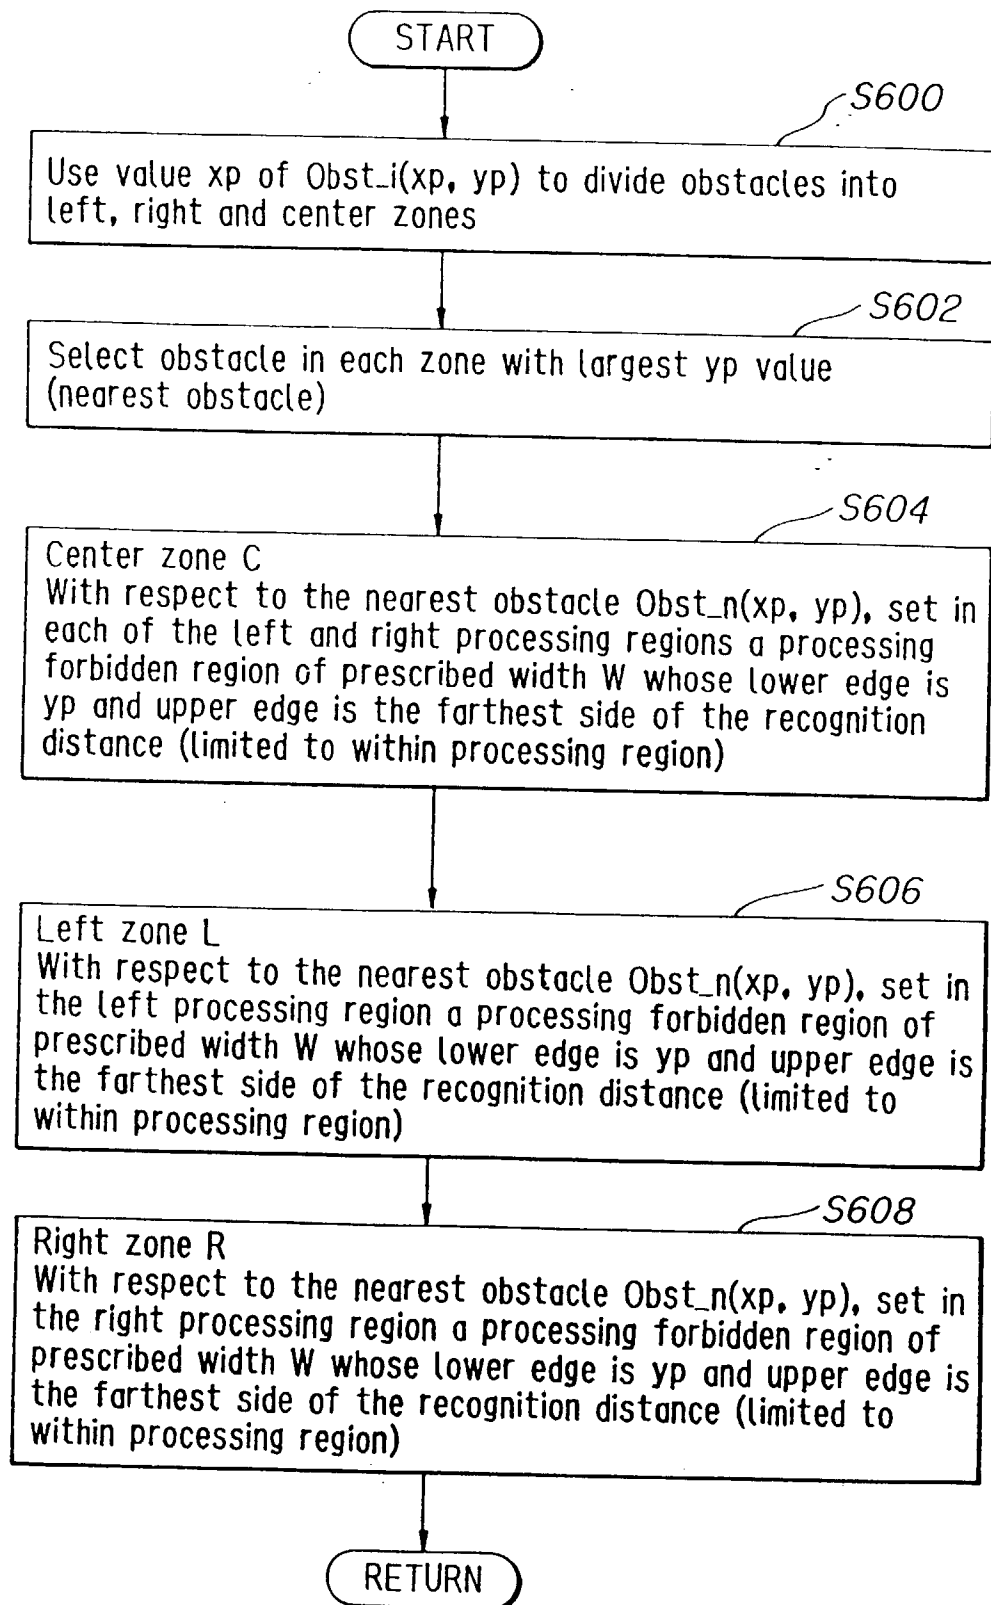 START
S600
Use value xp of Obst_i(xp, yp) to divide obstacles into
left, right and center zones
S602
Select obstacle in each zone with largest yp value
(nearest obstacle)
S604
Center zone C
With respect to the nearest obstacle Obst_n(xp, yp), set in
each of the left and right processing regions a processing
forbidden region of prescribed width W whose lower edge is
yp and upper edge is the farthest side of the recognition
distance (limited to within processing region)
S606
Left zone L
With respect to the nearest obstacle Obst_n(xp, yp), set in
the left processing region a processing forbidden region of
prescribed width W whose lower edge is yp and upper edge is
the farthest side of the recognition distance (limited to
within processing region)
S608
Right zone R
With respect to the nearest obstacle Obst_n(xp, yp), set in
the right processing region a processing forbidden region of
prescribed width W whose lower edge is yp and upper edge is
the farthest side of the recognition distance (limited to
within processing region)
RETURN